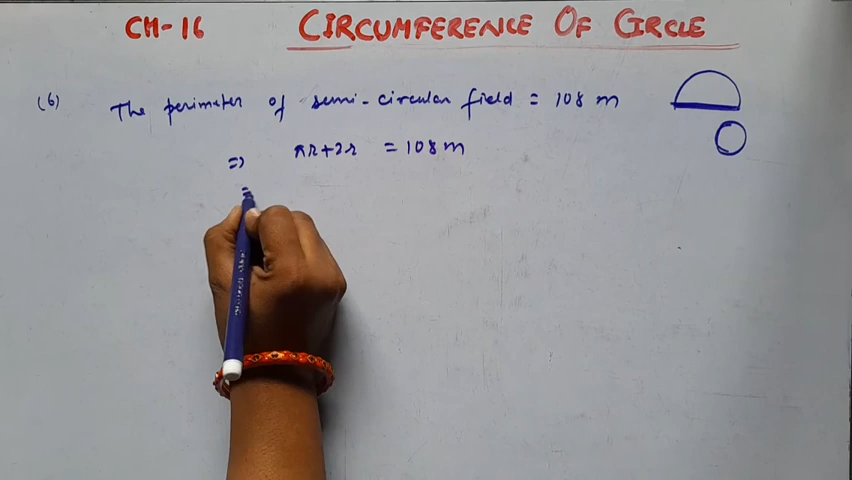 CH-16 CIRCUMFERENCE OF CIRCLE
(6) The perimeter of semi-circular field = 108 m
⇒ πr+2r = 108 m